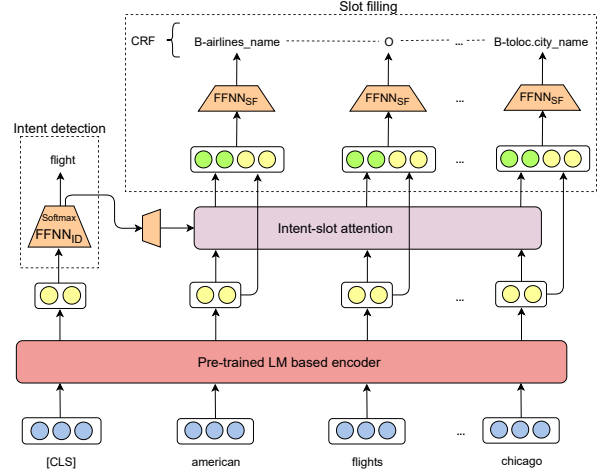 Slot filling
CRF
B-airlines_name
O
...
B-toloc.city_name
FFNN_SF
FFNN_SF
...
FFNN_SF
Intent detection
flight
...
Softmax
FFNN_ID
Intent-slot attention
...
Pre-trained LM based encoder
...
[CLS]
american
flights
...
chicago